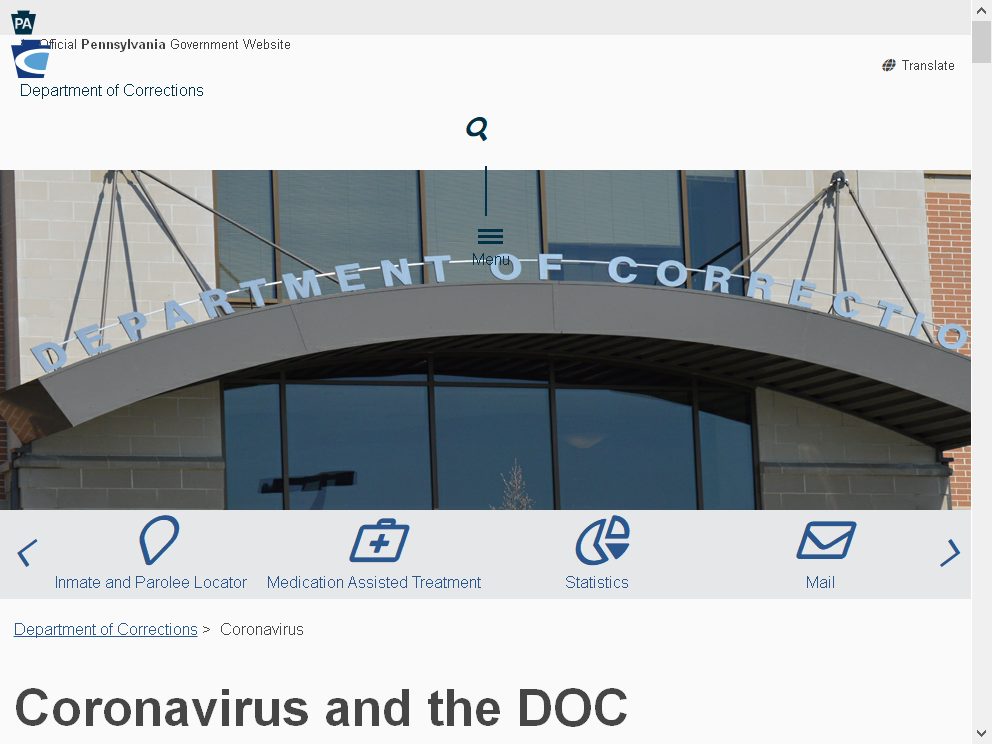 PA
An Official Pennsylvania Government Website
Translate
Department of Corrections
Menu
DEPARTMENT OF CORRECTIO
Inmate and Parolee Locator
Medication Assisted Treatment
Statistics
Mail
Department of Corrections > Coronavirus
Coronavirus and the DOC